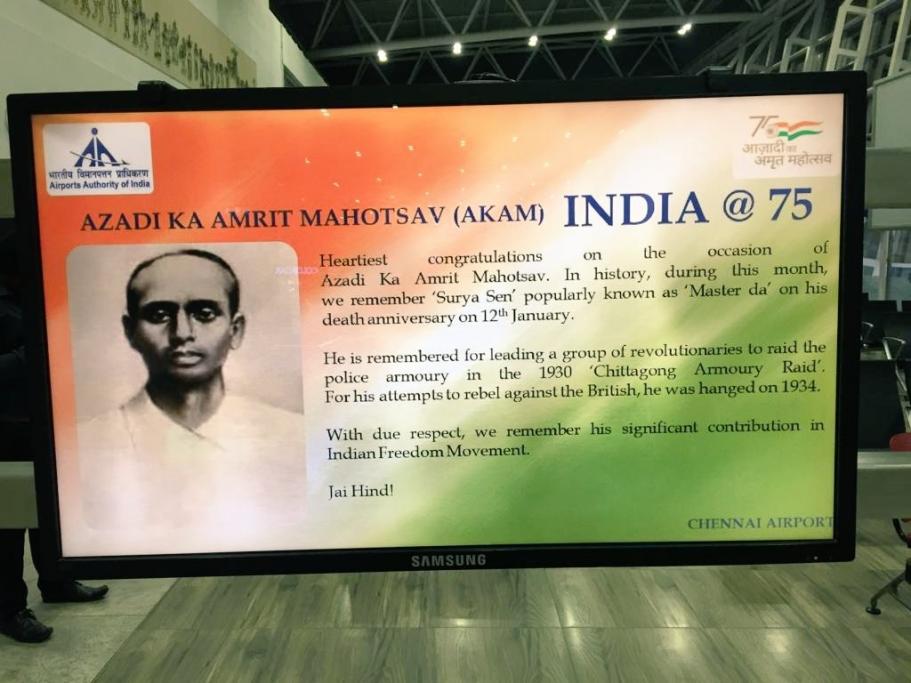 भारतीय विमानपत्तन प्राधिकरण
Airports Authority of India
75
आज़ादी का
अमृत महोत्सव
AZADI KA AMRIT MAHOTSAV (AKAM) INDIA @ 75
Heartiest congratulations on the occasion of
Azadi Ka Amrit Mahotsav. In history, during this month,
we remember ‘Surya Sen’ popularly known as ‘Master da’ on his
death anniversary on 12th January.
He is remembered for leading a group of revolutionaries to raid the
police armoury in the 1930 ‘Chittagong Armoury Raid’.
For his attempts to rebel against the British, he was hanged on 1934.
With due respect, we remember his significant contribution in
Indian Freedom Movement.
Jai Hind!
CHENNAI AIRPORT
SAMSUNG